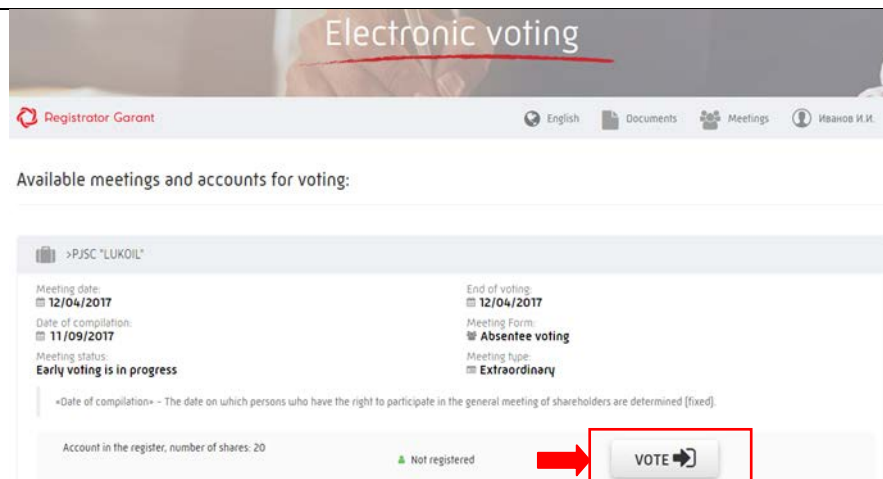 Electronic voting
Registrator Garant
English
Documents
Meetings
Иванов И.И.
Available meetings and accounts for voting:
>PJSC "LUKOIL"
Meeting date:
12/04/2017
End of voting:
12/04/2017
Date of compilation:
11/09/2017
Meeting Form:
Absentee voting
Meeting status:
Early voting is in progress
Meeting type:
Extraordinary
«Date of compilation» - The date on which persons who have the right to participate in the general meeting of shareholders are determined (fixed).
Account in the register, number of shares: 20
Not registered
VOTE